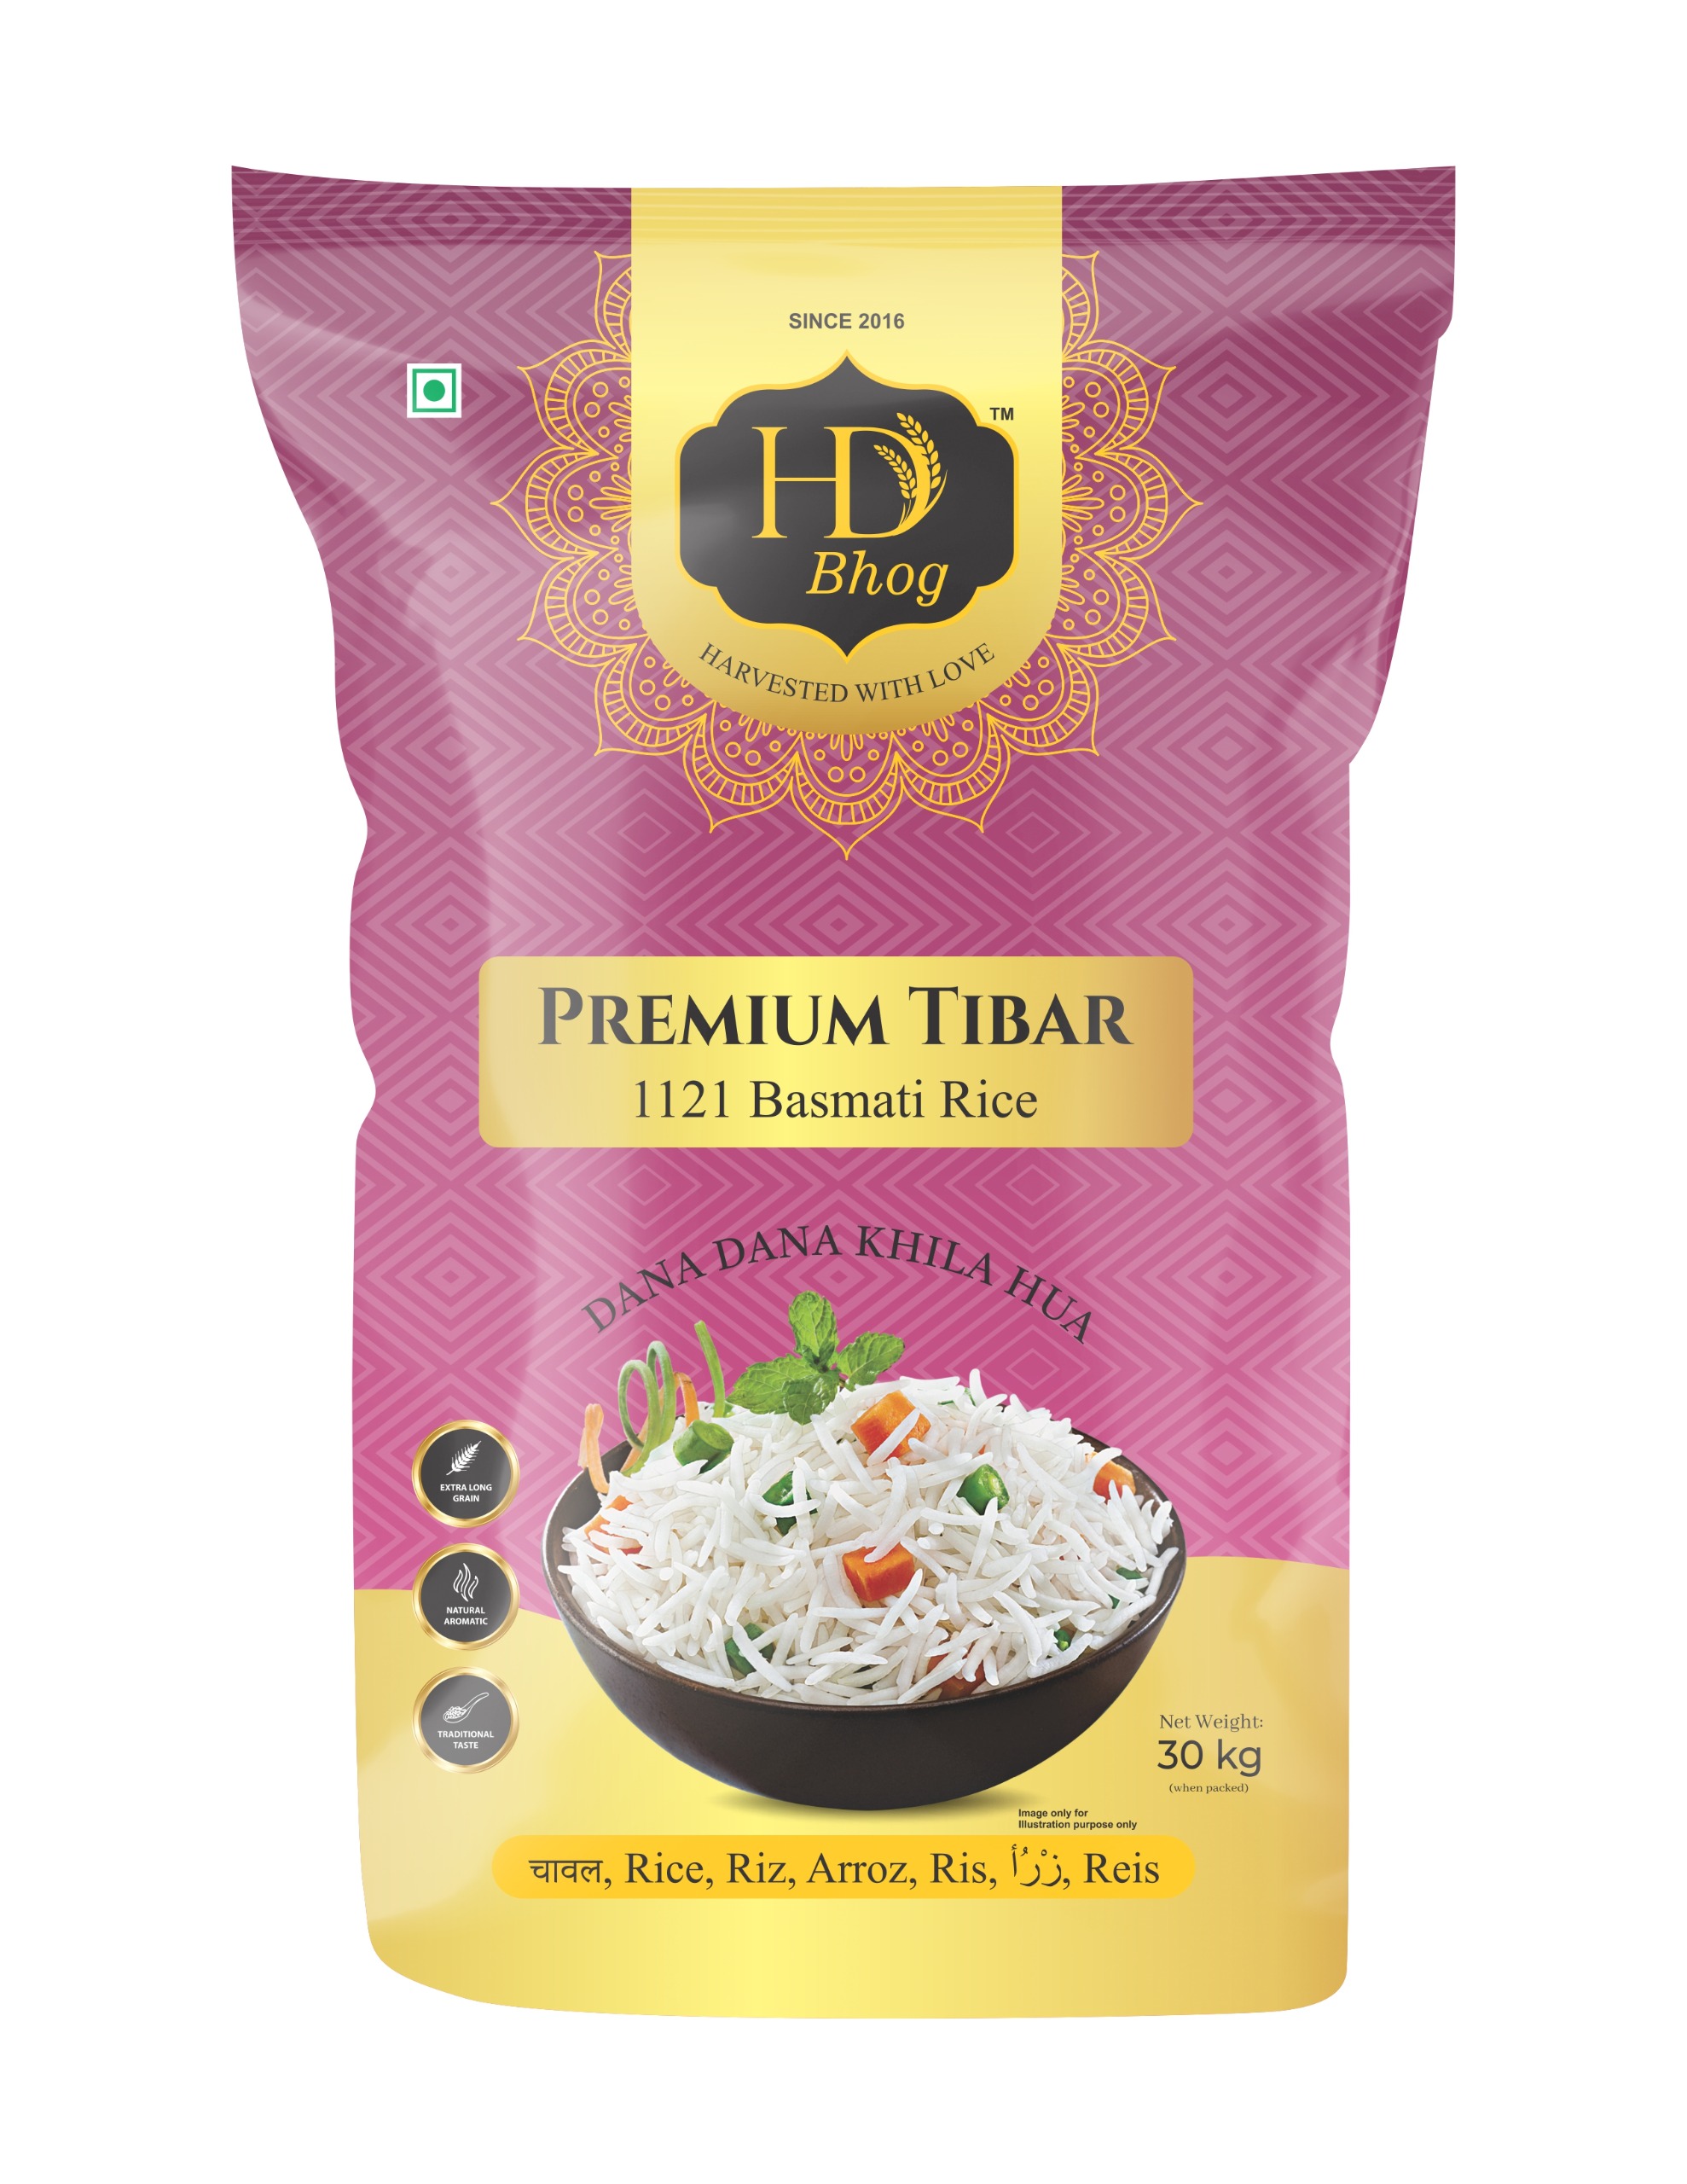 SINCE 2016
HD
TM
Bhog
HARVESTED WITH LOVE
PREMIUM TIBAR
1121 Basmati Rice
DANA DANA KHILA HUA
EXTRA LONG
GRAIN
NATURAL
AROMATIC
TRADITIONAL
TASTE
Net Weight:
30 kg
(when packed)
Image only for
Illustration purpose only
चावल, Rice, Riz, Arroz, Ris, أُرْز, Reis